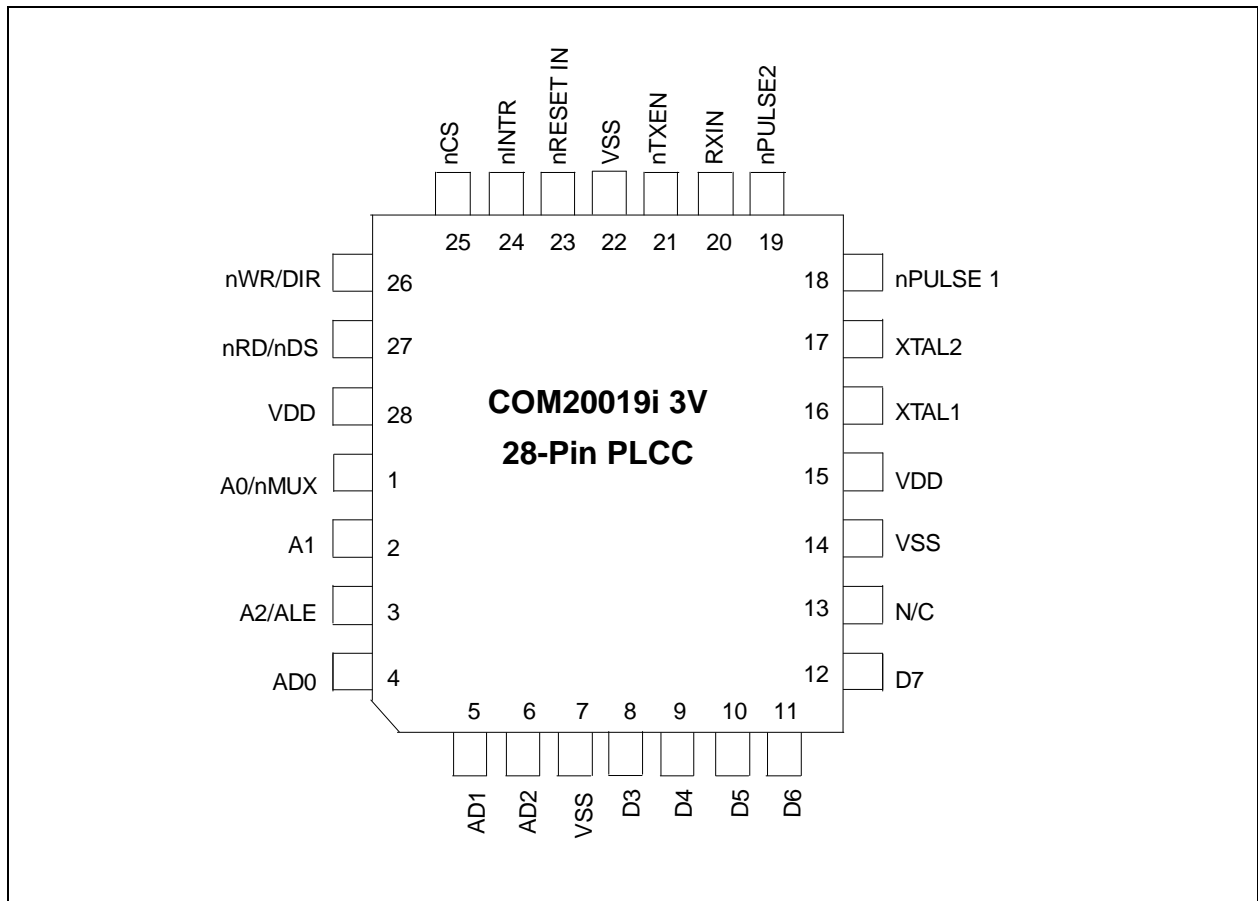 nCS
nINTR
nRESET IN
VSS
nTXEN
RXIN
nPULSE2
25 24 23 22 21 20 19
nWR/DIR 26 18 nPULSE 1
nRD/nDS 27 17 XTAL2
VDD 28 16 XTAL1
COM20019i 3V
28-Pin PLCC
A0/nMUX 1 15 VDD
A1 2 14 VSS
A2/ALE 3 13 N/C
AD0 4 12 D7
5 6 7 8 9 10 11
AD1
AD2
VSS
D3
D4
D5
D6